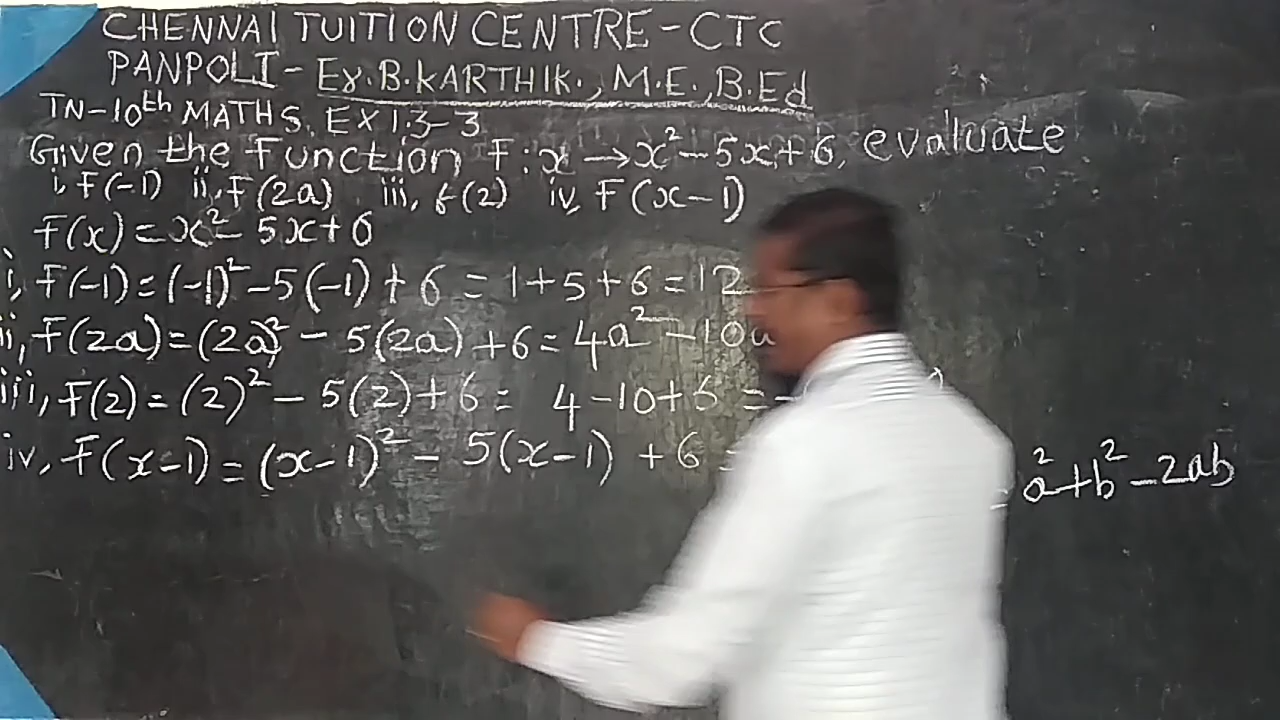 CHENNAI TUITION CENTRE-CTC
PANPOLI-Er.B.KARTHIK., M.E.,B.Ed
TN-10th MATHS. EX 1.3-3
Given the function F:x→x²-5x+6, evaluate
i, F(-1) ii, F(2a) iii, f(2) iv, F(x-1)
F(x)=x²-5x+6
i, F(-1)=(-1)²-5(-1)+6=1+5+6=12
ii, F(2a)=(2a)²-5(2a)+6=4a²-10a
iii, F(2)=(2)²-5(2)+6= 4-10+6=-
iv, F(x-1)=(x-1)²-5(x-1)+6=
= a²+b²-2ab